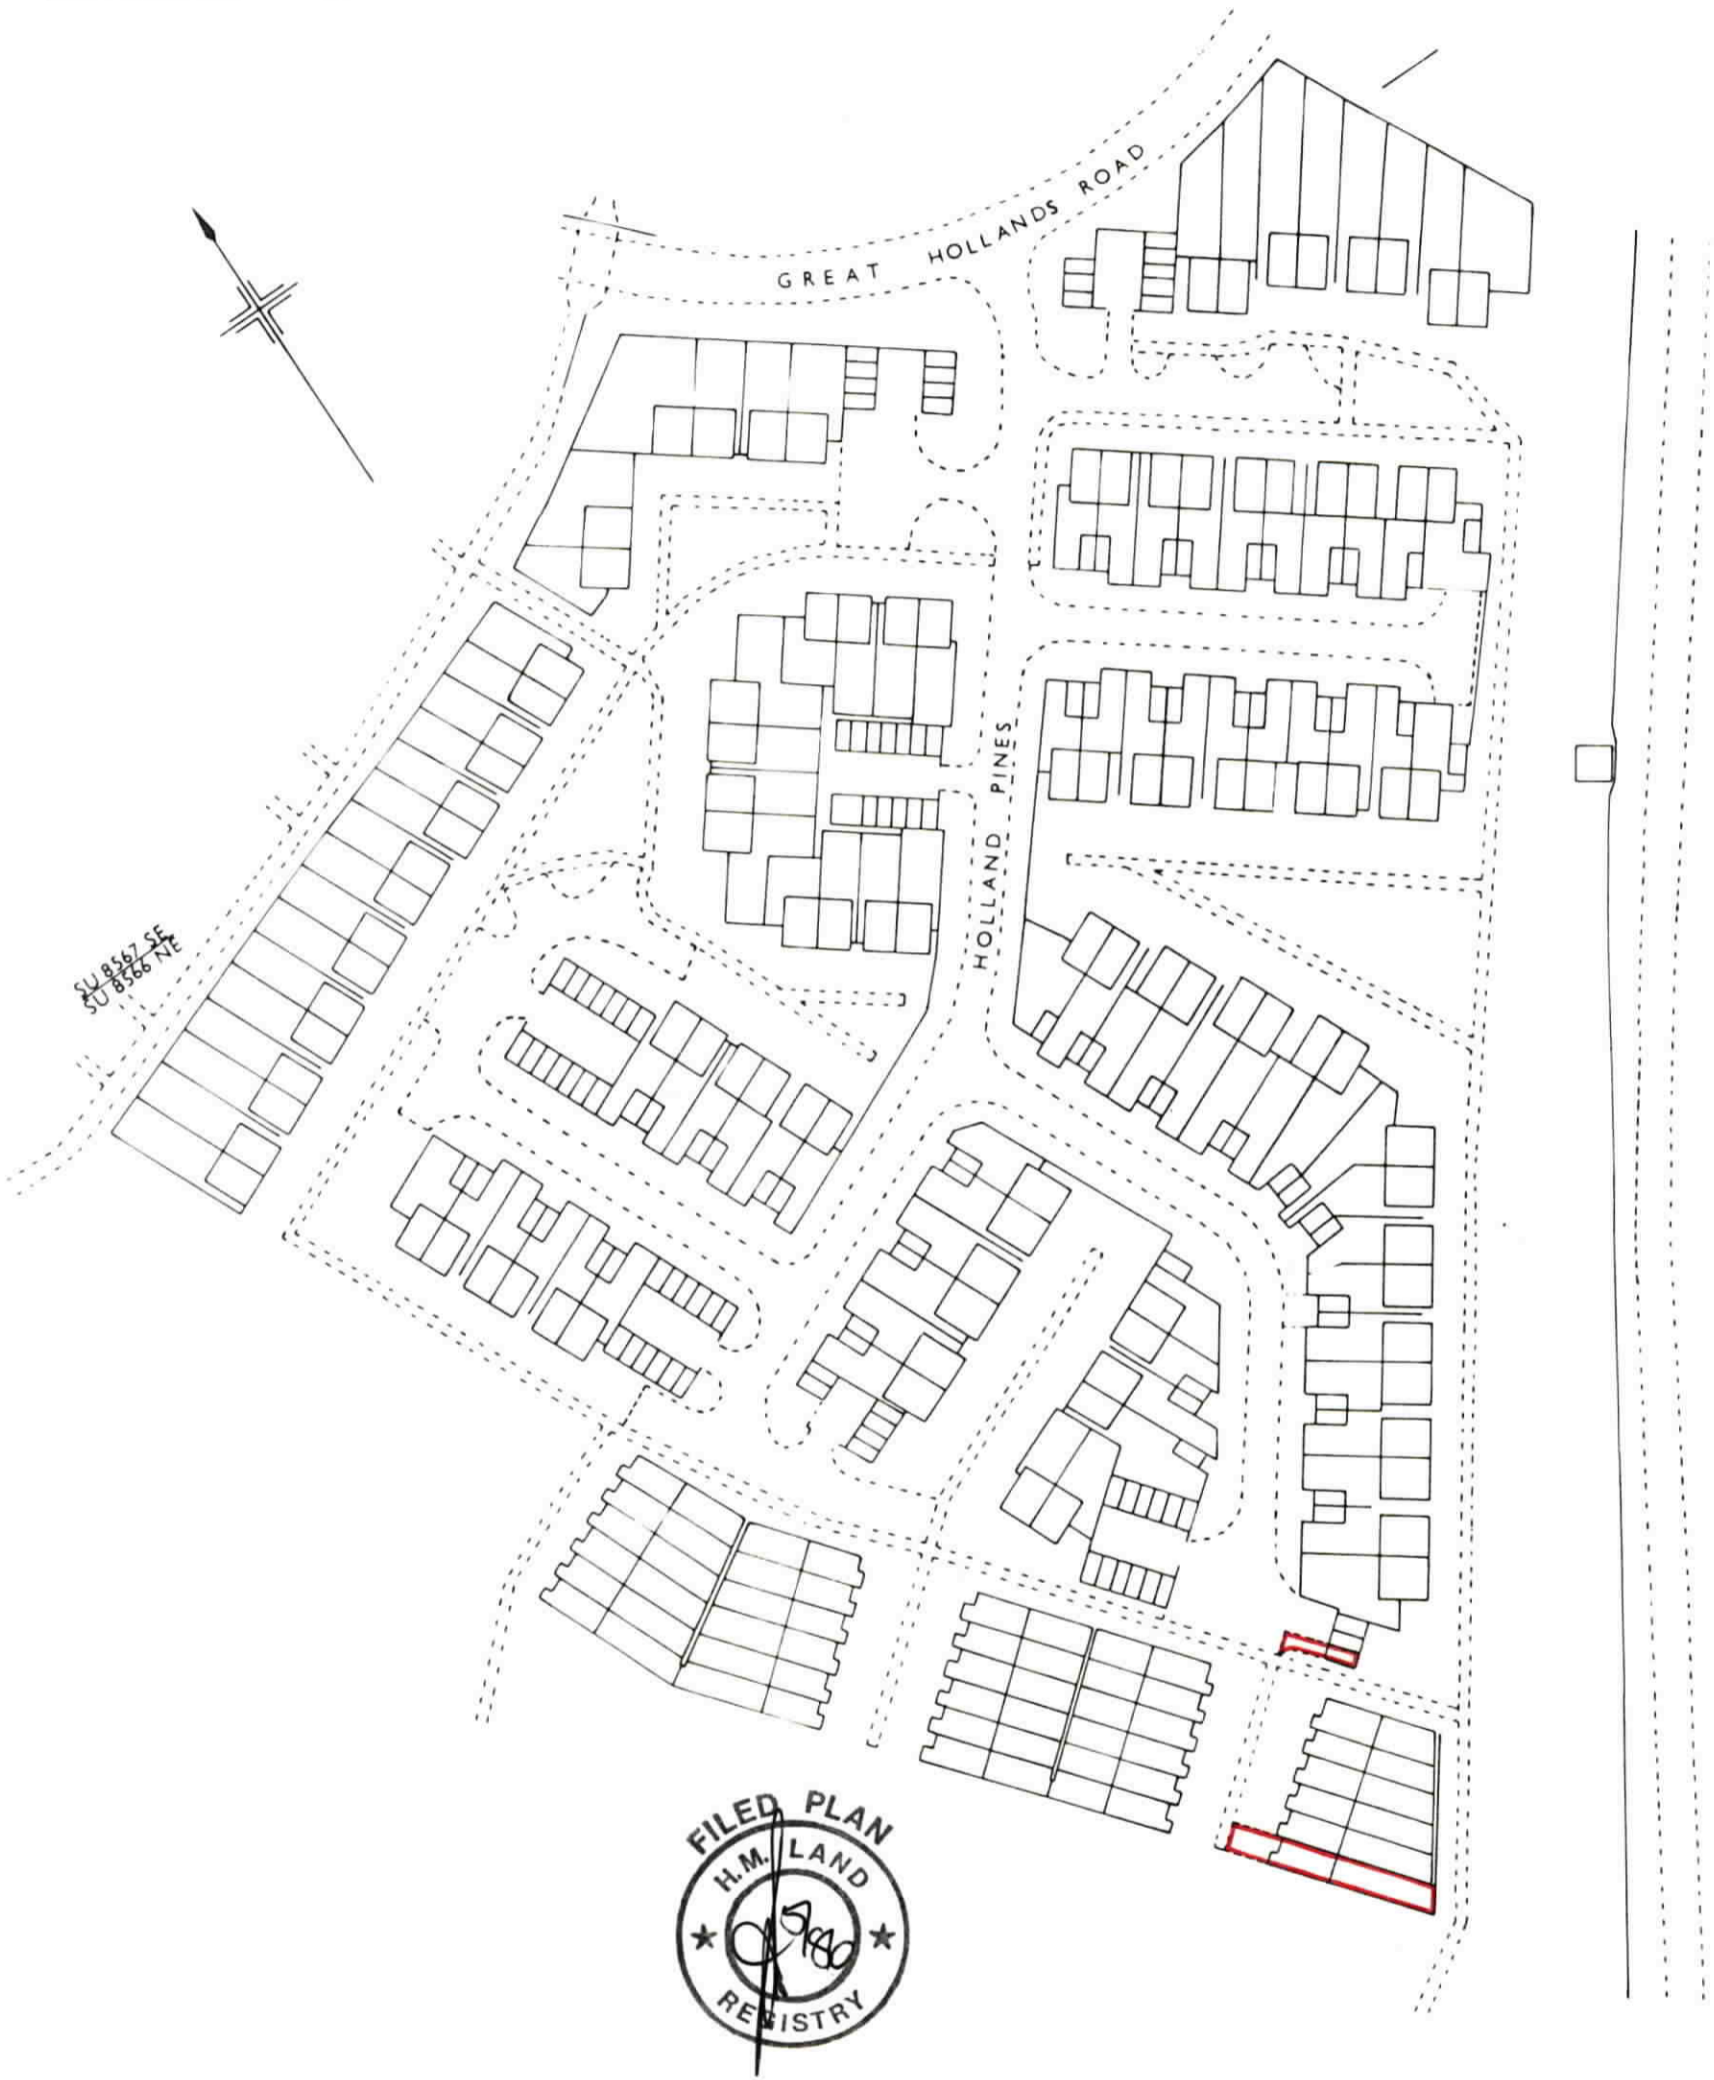 GREAT HOLLANDS ROAD
HOLLAND PINES
SU 8567 SE
SU 8566 NE
FILED PLAN
H.M. LAND
REGISTRY